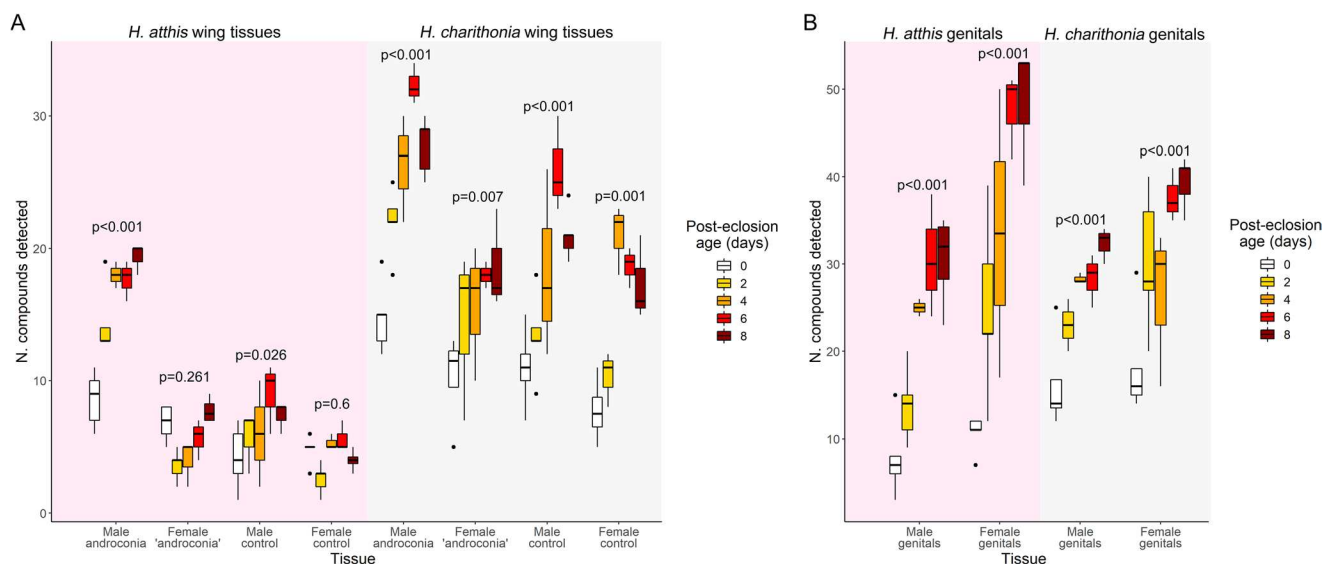 A
H. atthis wing tissues
H. charithonia wing tissues
N. compounds detected
30
20
10
0
p<0.001
p=0.261
p=0.026
p=0.6
p<0.001
p=0.007
p<0.001
p=0.001
Male
androconia
Female
'androconia'
Male
control
Female
control
Male
androconia
Female
'androconia'
Male
control
Female
control
Tissue
Post-eclosion
age (days)
0
2
4
6
8
B
H. atthis genitals
H. charithonia genitals
N. compounds detected
50
40
30
20
10
p<0.001
p<0.001
p<0.001
p<0.001
Male
genitals
Female
genitals
Male
genitals
Female
genitals
Tissue
Post-eclosion
age (days)
0
2
4
6
8